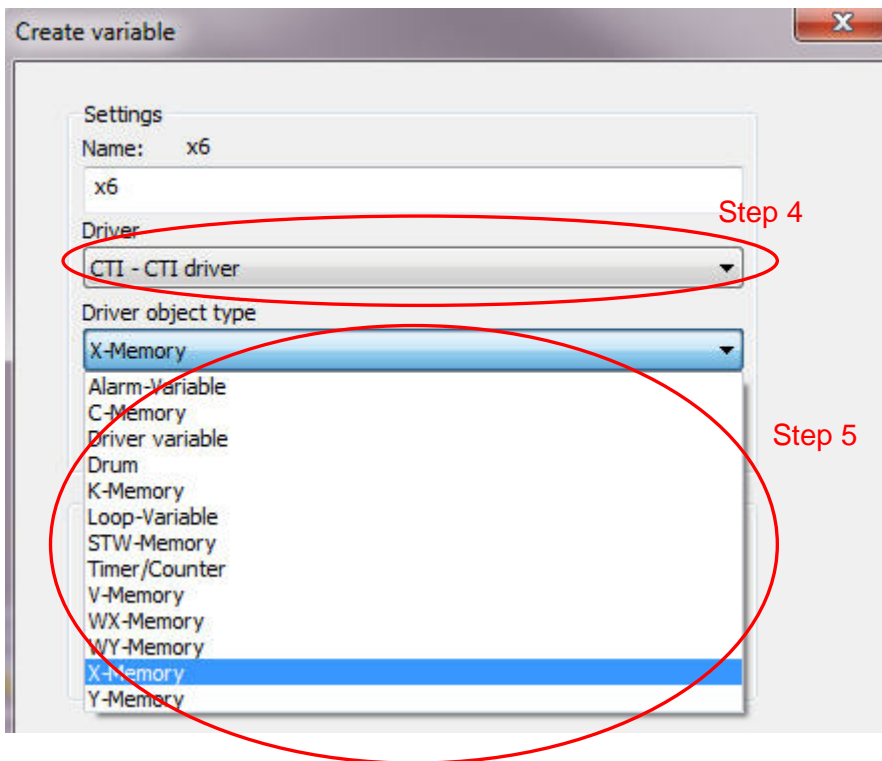 Create variable
Settings
Name: x6
x6
Step 4
Driver
CTI - CTI driver
Driver object type
X-Memory
Alarm-Variable
C-Memory
Driver variable
Step 5
Drum
K-Memory
Loop-Variable
STW-Memory
Timer/Counter
V-Memory
WX-Memory
WY-Memory
X-Memory
Y-Memory